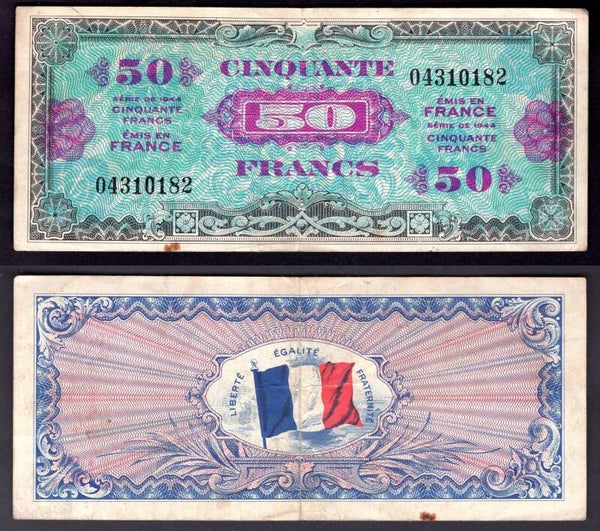 50
CINQUANTE
04310182
SÉRIE DE 1944
CINQUANTE
FRANCS
ÉMIS EN
FRANCE
50
ÉMIS EN
FRANCE
SÉRIE DE 1944
CINQUANTE
FRANCS
04310182
FRANCS
50
LIBERTÉ
ÉGALITÉ
FRATERNITÉ